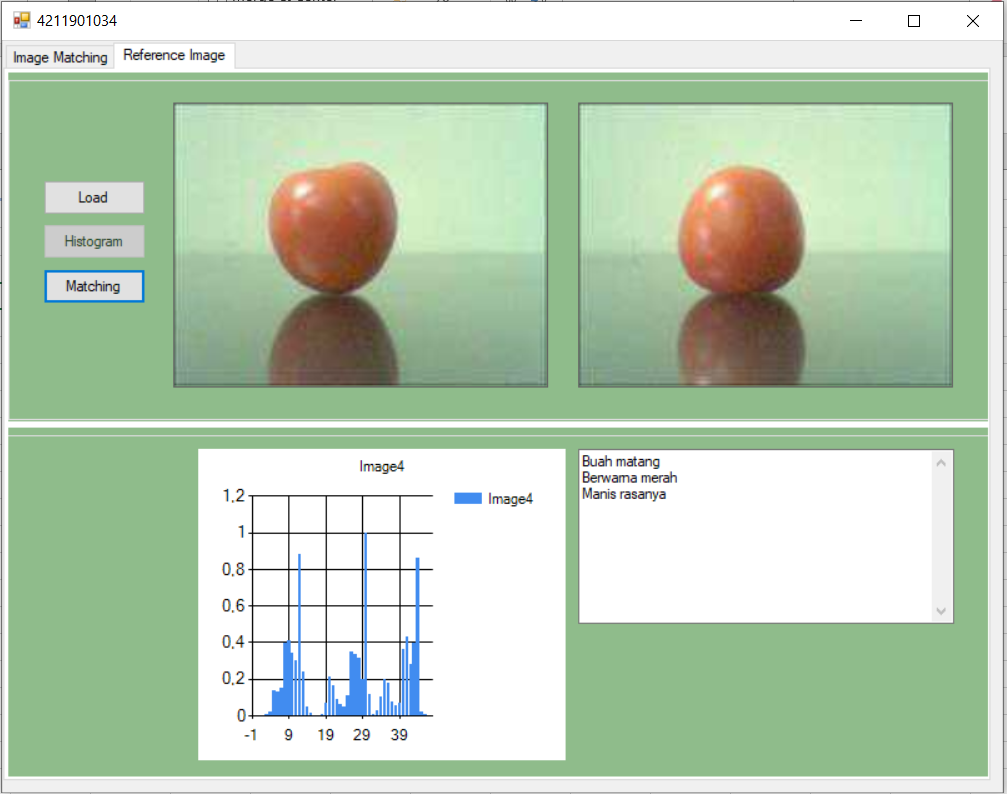 4211901034
Image Matching
Reference Image
Load
Histogram
Matching
Image4
Image4
1,2
1
0,8
0,6
0,4
0,2
0
-1 9 19 29 39
Buah matang
Berwarna merah
Manis rasanya